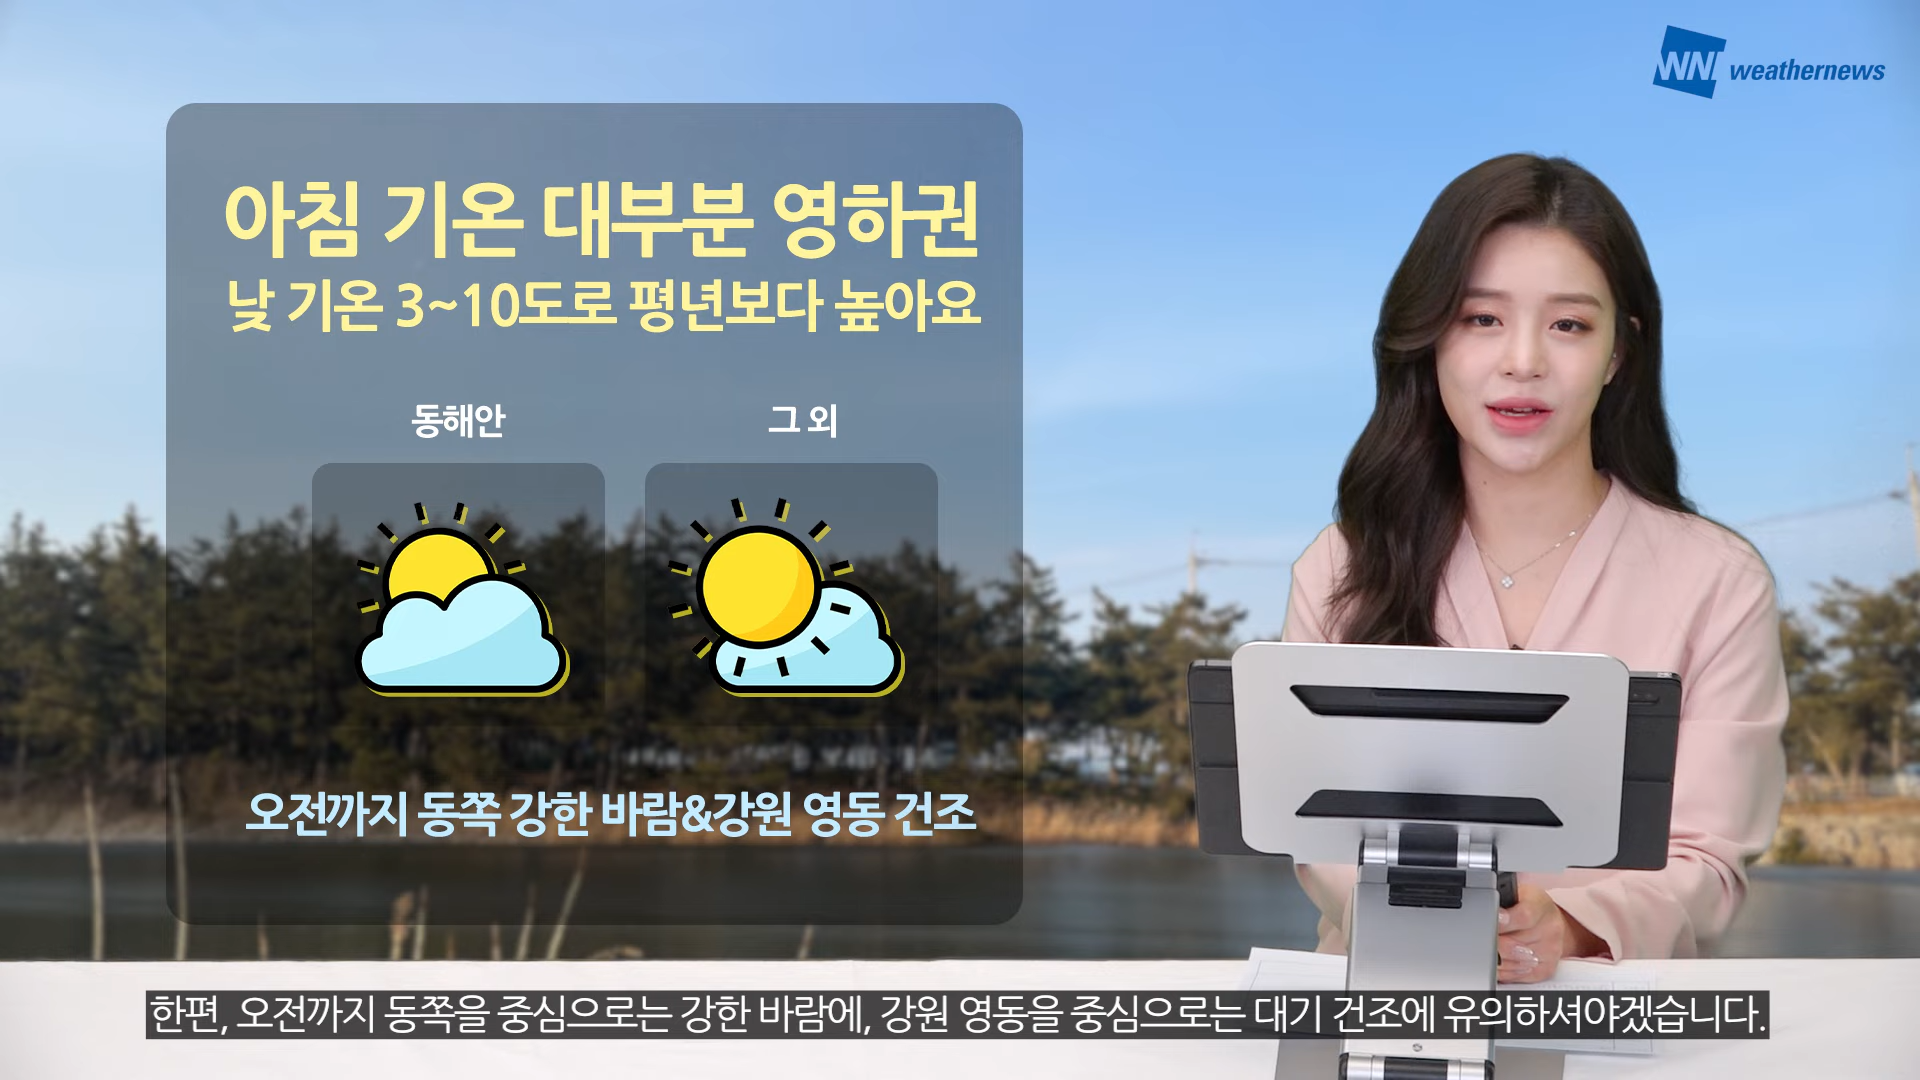 WNI weathernews
아침 기온 대부분 영하권
낮 기온 3~10도로 평년보다 높아요
동해안
그 외
오전까지 동쪽 강한 바람&강원 영동 건조
한편, 오전까지 동쪽을 중심으로는 강한 바람에, 강원 영동을 중심으로는 대기 건조에 유의하셔야겠습니다.